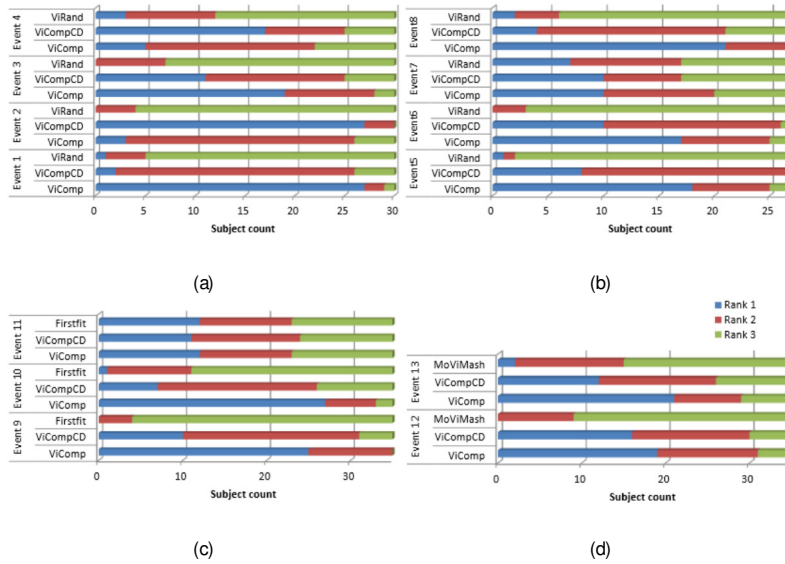 Event 4
ViRand
ViCompCD
ViComp
Event 3
ViRand
ViCompCD
ViComp
Event 2
ViRand
ViCompCD
ViComp
Event 1
ViRand
ViCompCD
ViComp
0 5 10 15 20 25 30
Subject count
(a)
Event8
ViRand
ViCompCD
ViComp
Event7
ViRand
ViCompCD
ViComp
Event6
ViRand
ViCompCD
ViComp
Event5
ViRand
ViCompCD
ViComp
0 5 10 15 20 25
Subject count
(b)
Event 11
Firstfit
ViCompCD
ViComp
Event 10
Firstfit
ViCompCD
ViComp
Event 9
Firstfit
ViCompCD
ViComp
0 10 20 30
Subject count
(c)
Rank 1
Rank 2
Rank 3
Event 13
MoViMash
ViCompCD
ViComp
Event 12
MoViMash
ViCompCD
ViComp
0 10 20 30
Subject count
(d)